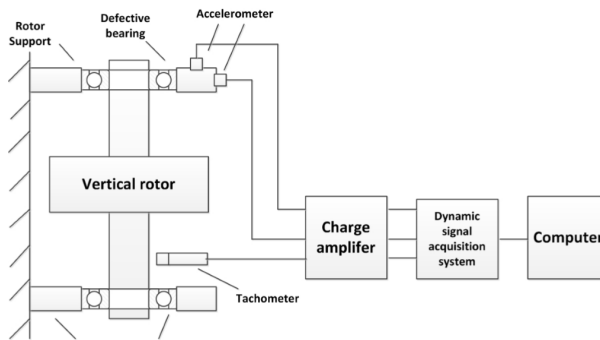 Accelerometer
Rotor
Support
Defective
bearing
Vertical rotor
Charge
amplifer
Dynamic
signal
acquisition
system
Computer
Tachometer